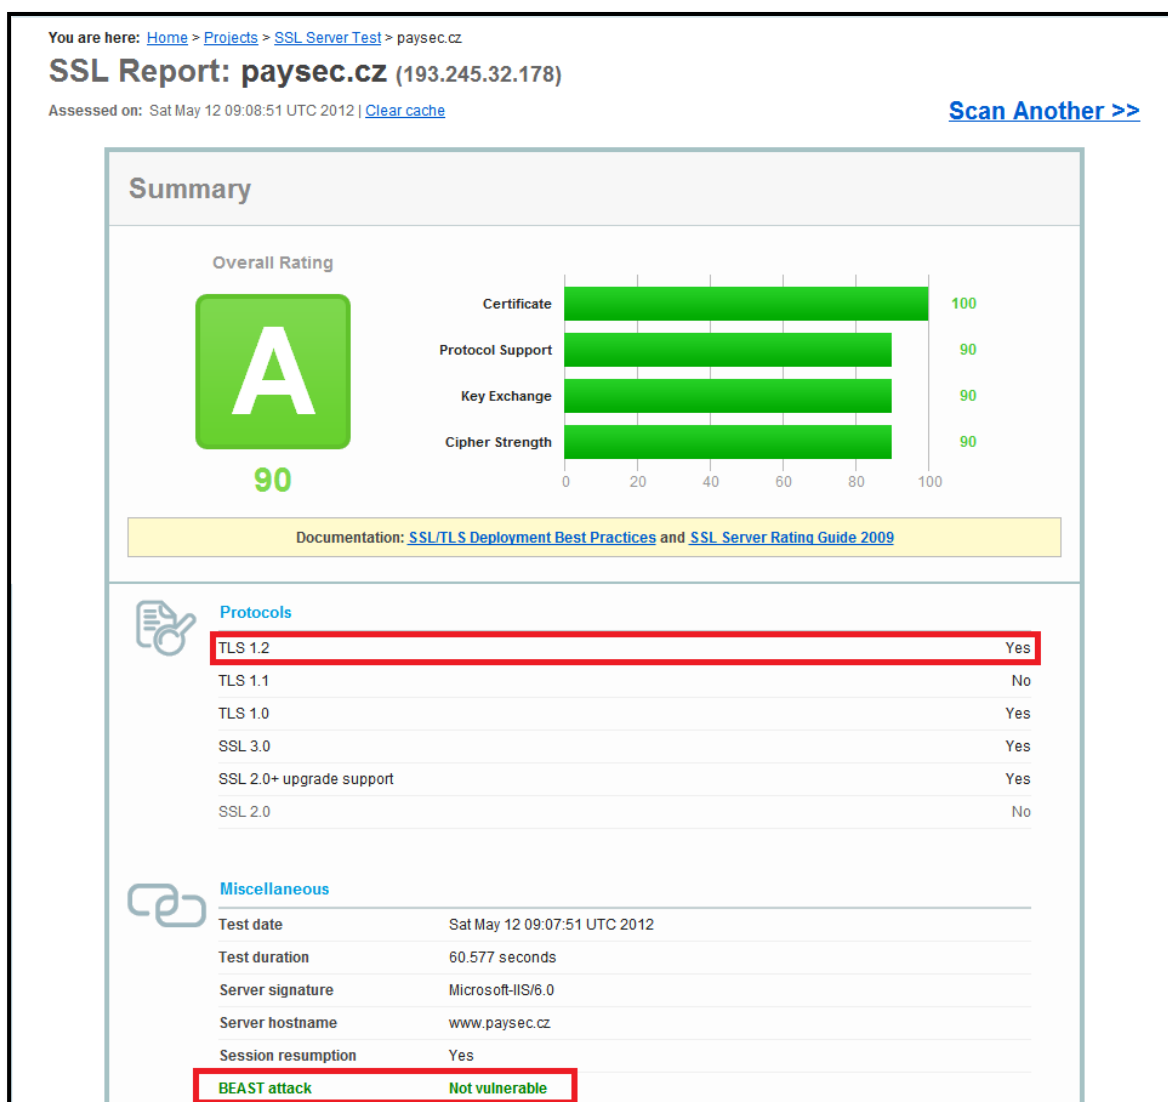 You are here: Home > Projects > SSL Server Test > paysec.cz
SSL Report: paysec.cz (193.245.32.178)
Assessed on: Sat May 12 09:08:51 UTC 2012 | Clear cache
Scan Another >>
Summary
Overall Rating
A
90
Certificate 100
Protocol Support 90
Key Exchange 90
Cipher Strength 90
0 20 40 60 80 100
Documentation: SSL/TLS Deployment Best Practices and SSL Server Rating Guide 2009
Protocols
TLS 1.2 Yes
TLS 1.1 No
TLS 1.0 Yes
SSL 3.0 Yes
SSL 2.0+ upgrade support Yes
SSL 2.0 No
Miscellaneous
Test date Sat May 12 09:07:51 UTC 2012
Test duration 60.577 seconds
Server signature Microsoft-IIS/6.0
Server hostname www.paysec.cz
Session resumption Yes
BEAST attack Not vulnerable